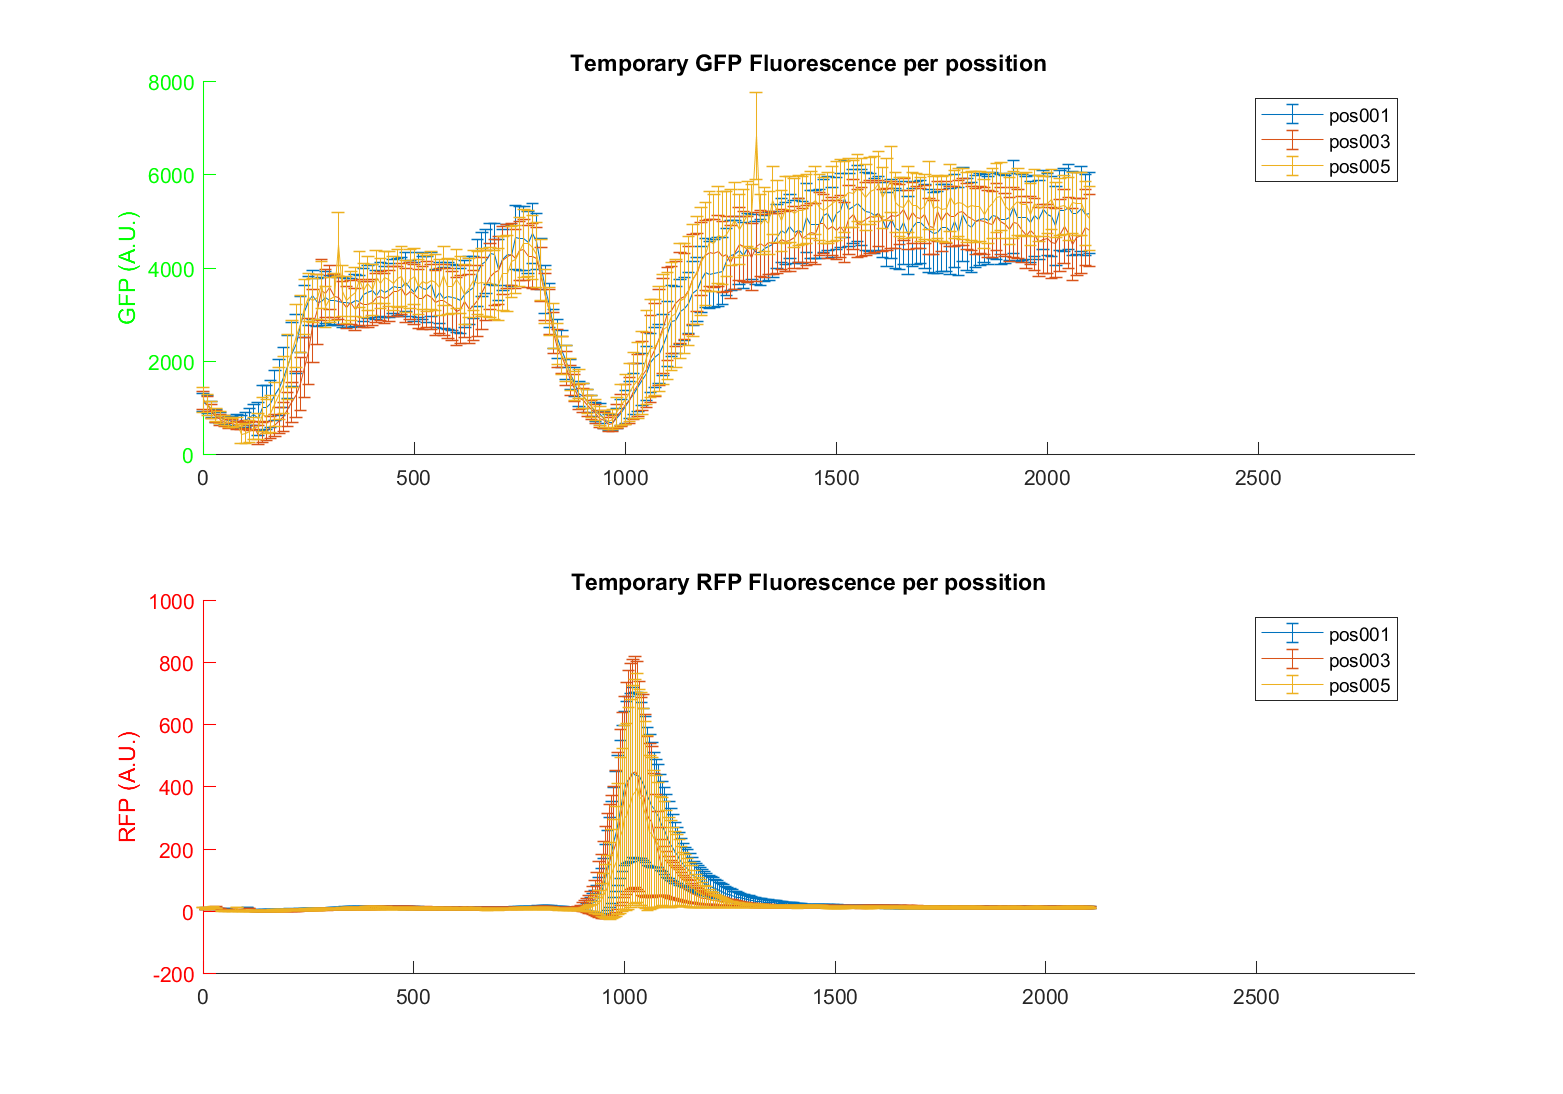 Temporary GFP Fluorescence per possition
8000
6000
4000
2000
0
GFP (A.U.)
0 500 1000 1500 2000 2500
pos001
pos003
pos005
Temporary RFP Fluorescence per possition
1000
800
600
400
200
0
-200
RFP (A.U.)
0 500 1000 1500 2000 2500
pos001
pos003
pos005